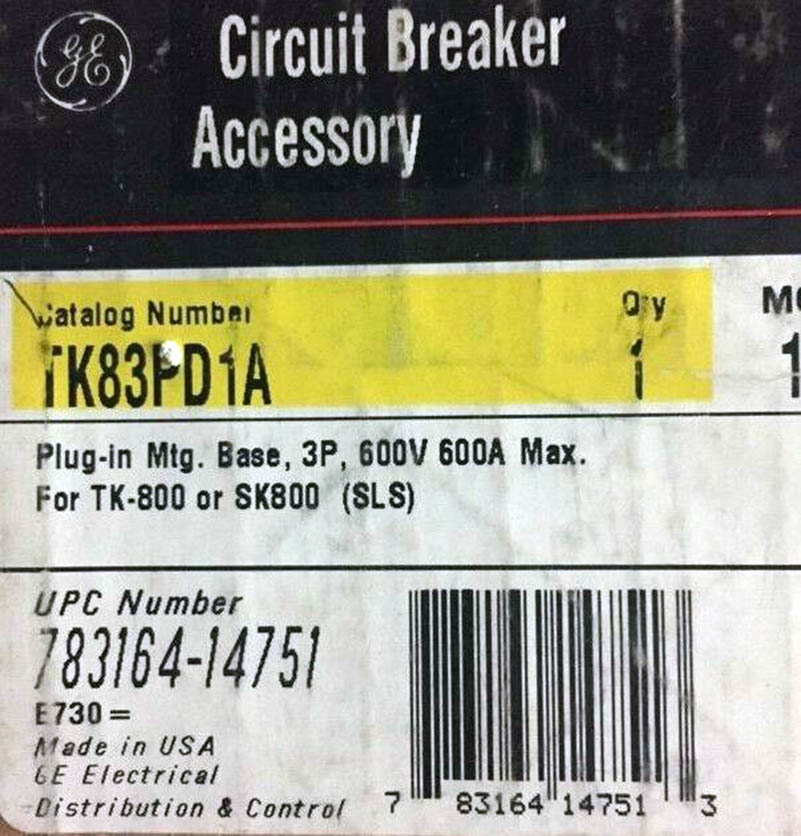 GE
Circuit Breaker
Accessory
Catalog Number Qty
TK83PD1A 1 1
Plug-in Mtg. Base, 3P, 600V 600A Max.
For TK-800 or SK800 (SLS)
UPC Number
783164-14751
E730=
Made in USA
GE Electrical
Distribution & Control
7 83164 14751 3